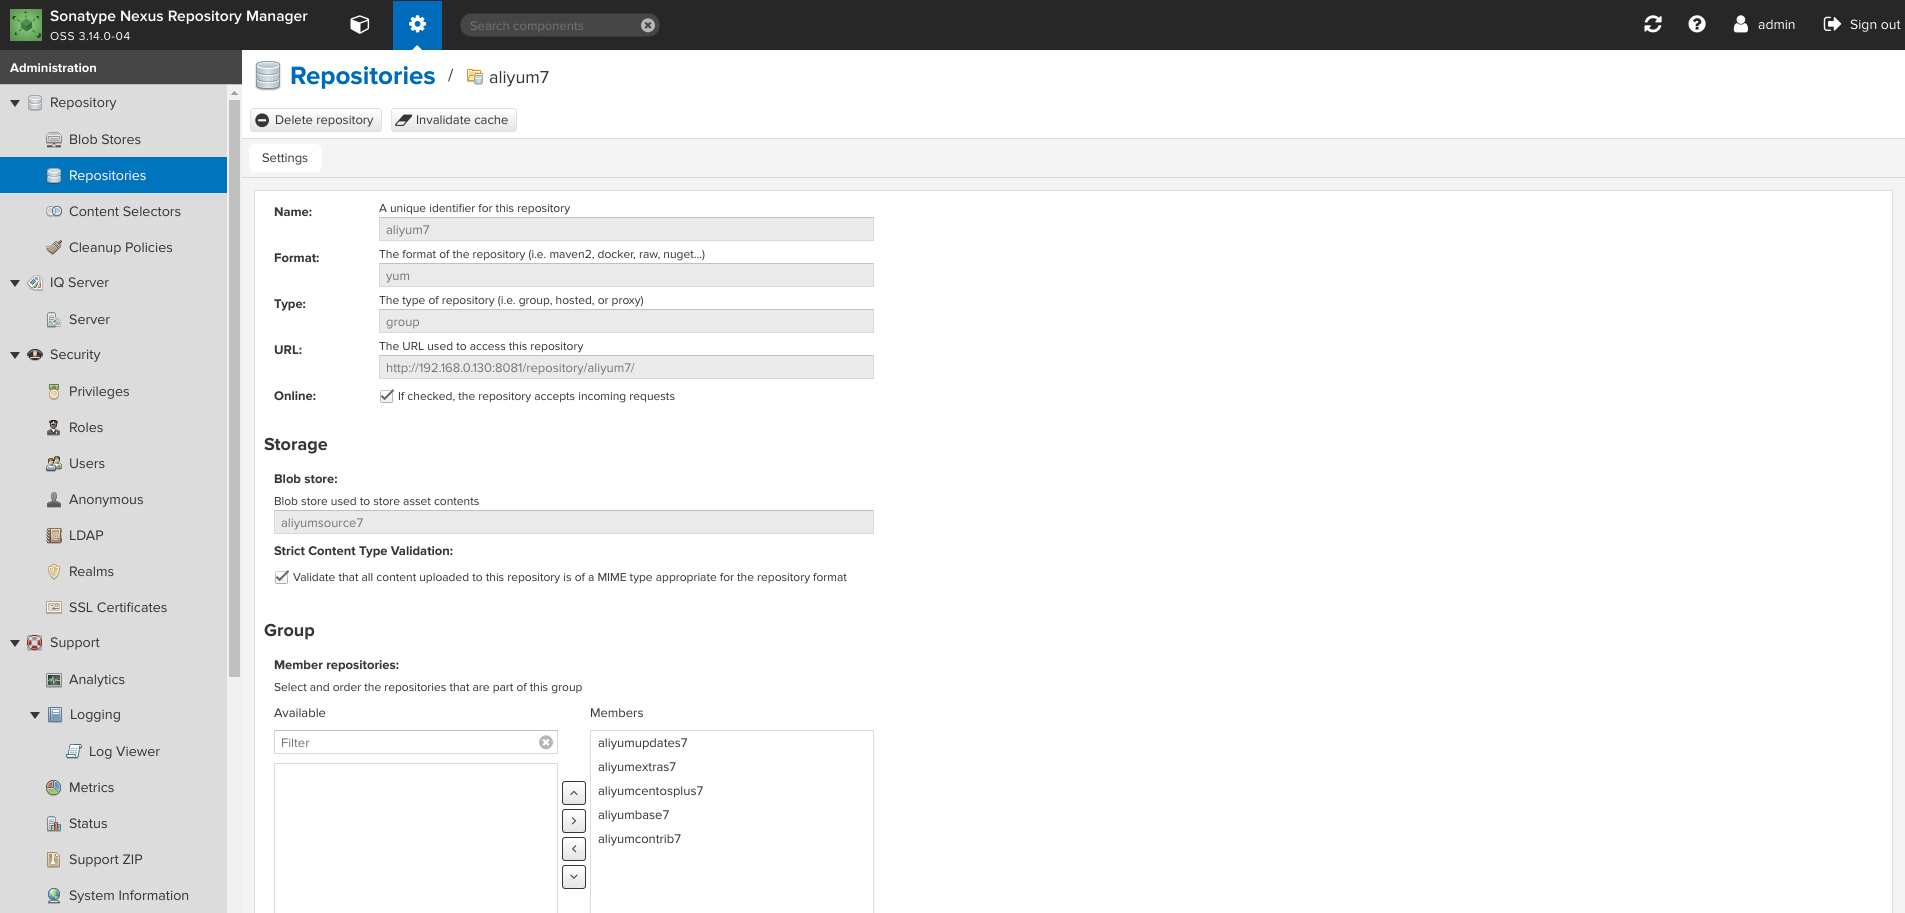 Sonatype Nexus Repository Manager
OSS 3.14.0-04
Search components
admin
Sign out
Administration
Repository
Blob Stores
Repositories
Content Selectors
Cleanup Policies
IQ Server
Server
Security
Privileges
Roles
Users
Anonymous
LDAP
Realms
SSL Certificates
Support
Analytics
Logging
Log Viewer
Metrics
Status
Support ZIP
System Information
Repositories / aliyum7
Delete repository
Invalidate cache
Settings
Name:
A unique identifier for this repository
aliyum7
Format:
The format of the repository (i.e. maven2, docker, raw, nuget...)
yum
Type:
The type of repository (i.e. group, hosted, or proxy)
group
URL:
The URL used to access this repository
http://192.168.0.130:8081/repository/aliyum7/
Online:
If checked, the repository accepts incoming requests
Storage
Blob store:
Blob store used to store asset contents
aliyumsource7
Strict Content Type Validation:
Validate that all content uploaded to this repository is of a MIME type appropriate for the repository format
Group
Member repositories:
Select and order the repositories that are part of this group
Available
Filter
Members
aliyumupdates7
aliyumextras7
aliyumcentosplus7
aliyumbase7
aliyumcontrib7